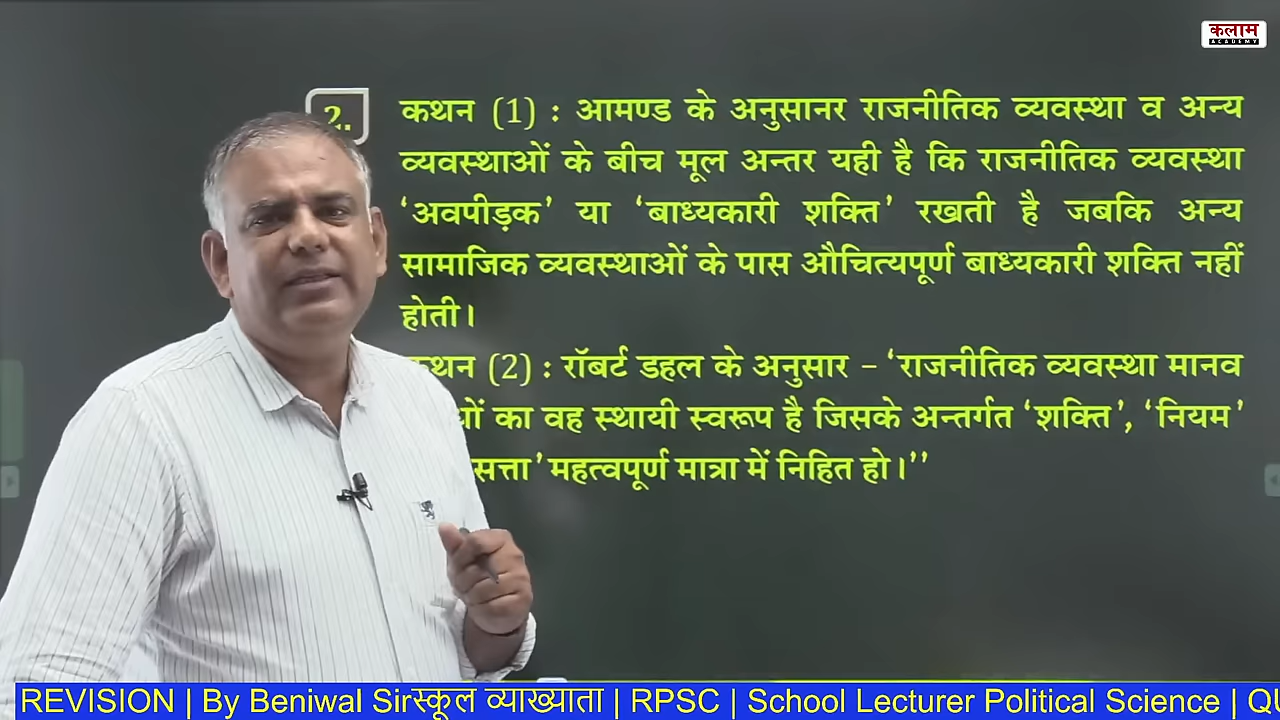 कलाम
ACADEMY
2.
कथन (1) : आमण्ड के अनुसानर राजनीतिक व्यवस्था व अन्य
व्यवस्थाओं के बीच मूल अन्तर यही है कि राजनीतिक व्यवस्था
‘अवपीड़क’ या ‘बाध्यकारी शक्ति’ रखती है जबकि अन्य
सामाजिक व्यवस्थाओं के पास औचित्यपूर्ण बाध्यकारी शक्ति नहीं
होती।
कथन (2) : रॉबर्ट डहल के अनुसार – ‘राजनीतिक व्यवस्था मानव
का वह स्थायी स्वरूप है जिसके अन्तर्गत ‘शक्ति’, ‘नियम’
सत्ता’ महत्वपूर्ण मात्रा में निहित हो।’’
REVISION | By Beniwal Sirस्कूल व्याख्याता | RPSC | School Lecturer Political Science |